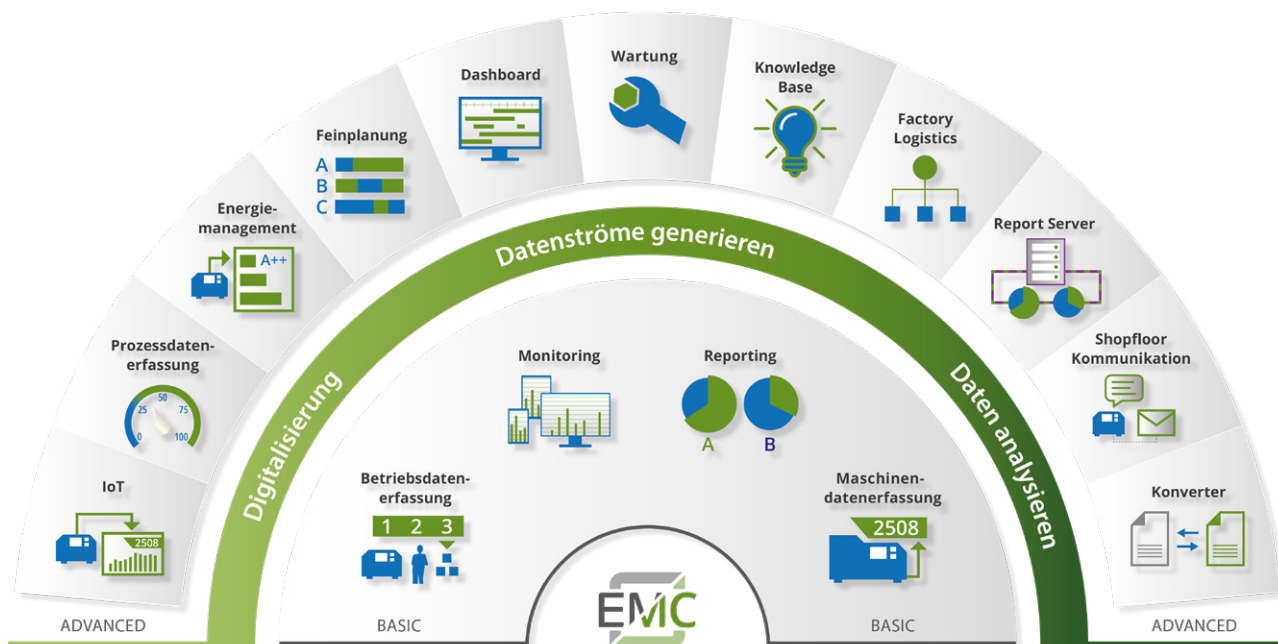 Wartung
Dashboard
Knowledge
Base
Feinplanung
A
B
C
Factory
Logistics
Energie-
management
A++
Report Server
Prozessdaten-
erfassung
0
25
50
75
100
Shopfloor
Kommunikation
IoT
2508
Konverter
Digitalisierung
Datenströme generieren
Daten analysieren
Monitoring
Reporting
A
B
Betriebsdaten-
erfassung
1 2 3
Maschinen-
datenerfassung
2508
EMC
ADVANCED
BASIC
BASIC
ADVANCED